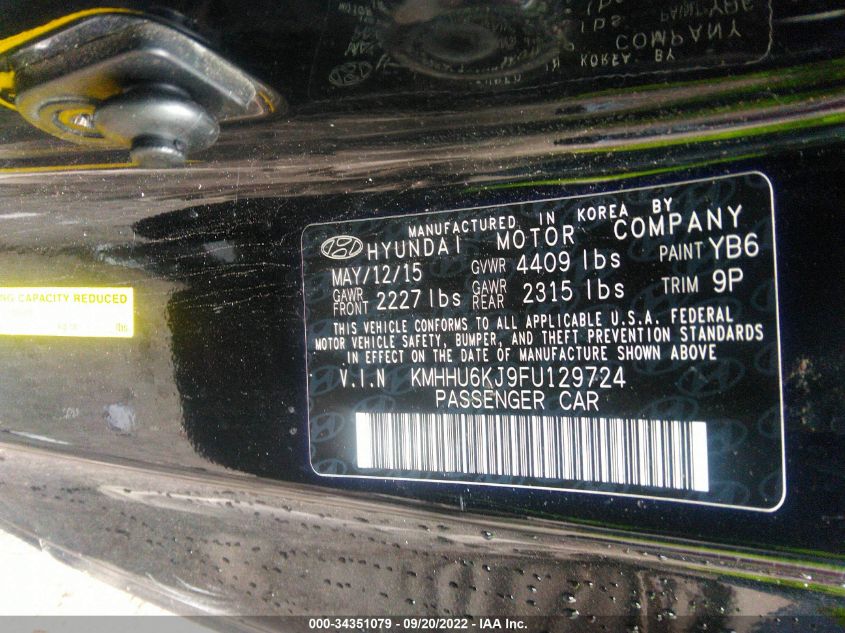 COMPANY
KOREA BY
MANUFACTURED IN KOREA BY
HYUNDAI MOTOR COMPANY
MAY/12/15 GVWR 4409 lbs PAINT YB6
GAWR FRONT 2227 lbs GAWR REAR 2315 lbs TRIM 9P
THIS VEHICLE CONFORMS TO ALL APPLICABLE U.S.A. FEDERAL
MOTOR VEHICLE SAFETY, BUMPER, AND THEFT PREVENTION STANDARDS
IN EFFECT ON THE DATE OF MANUFACTURE SHOWN ABOVE
V.I.N KMHHU6KJ9FU129724
PASSENGER CAR
CAPACITY REDUCED
000-34351079 - 09/20/2022 - IAA Inc.